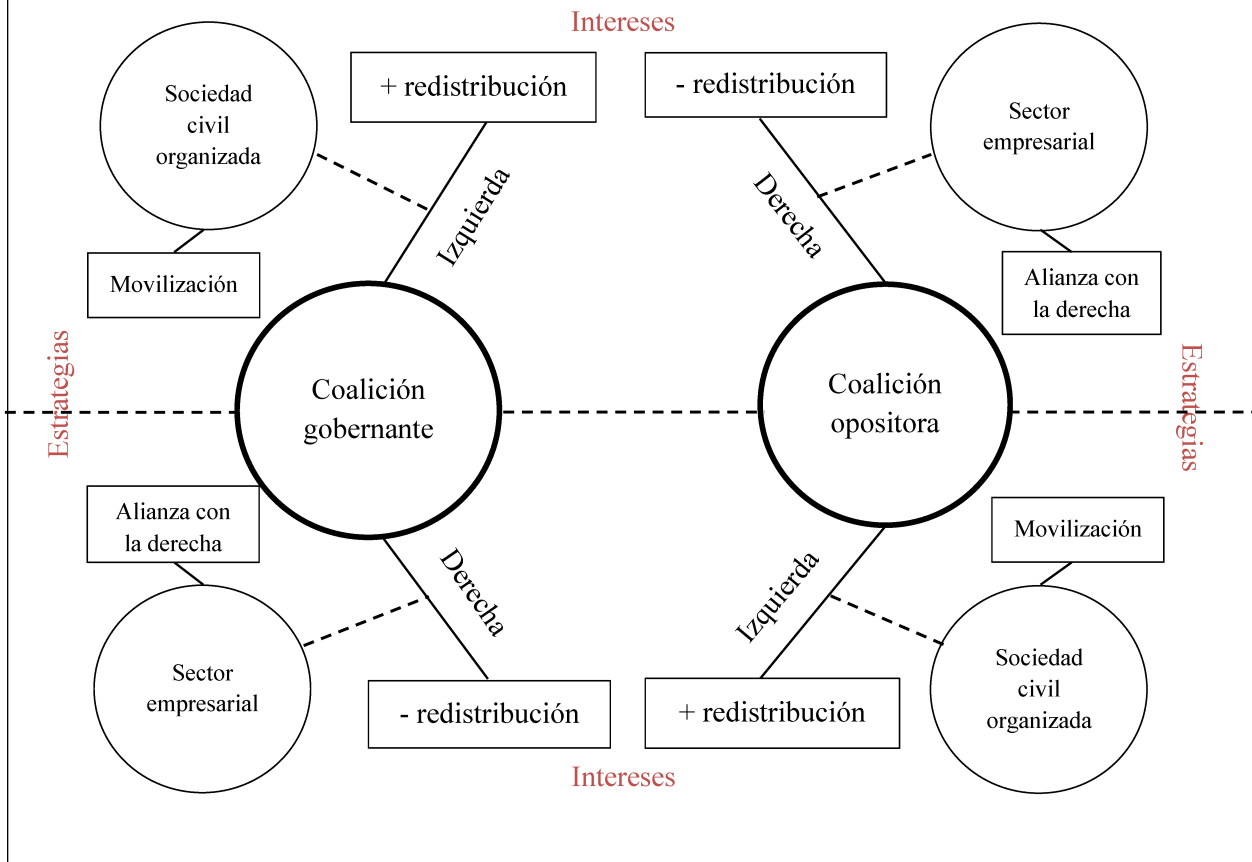 Intereses
Sociedad
civil
organizada
+ redistribución
- redistribución
Sector
empresarial
Izquierda
Derecha
Movilización
Alianza con
la derecha
Estrategias
Coalición
gobernante
Coalición
opositora
Estrategias
Alianza con
la derecha
Movilización
Derecha
Izquierda
Sector
empresarial
- redistribución
+ redistribución
Sociedad
civil
organizada
Intereses